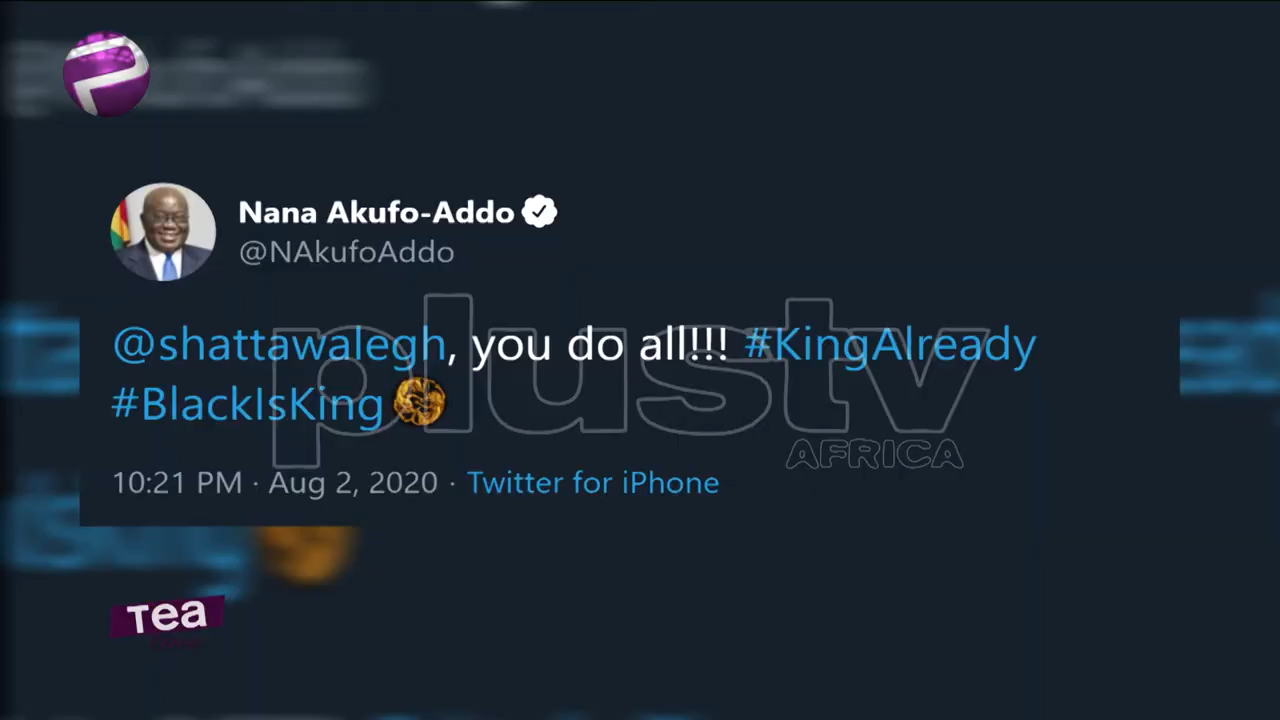 Nana Akufo-Addo
@NAkufoAddo
@shattawalegh, you do all!!! #KingAlready
#BlackIsKing
10:21 PM · Aug 2, 2020 · Twitter for iPhone
plustv
AFRICA
Tea